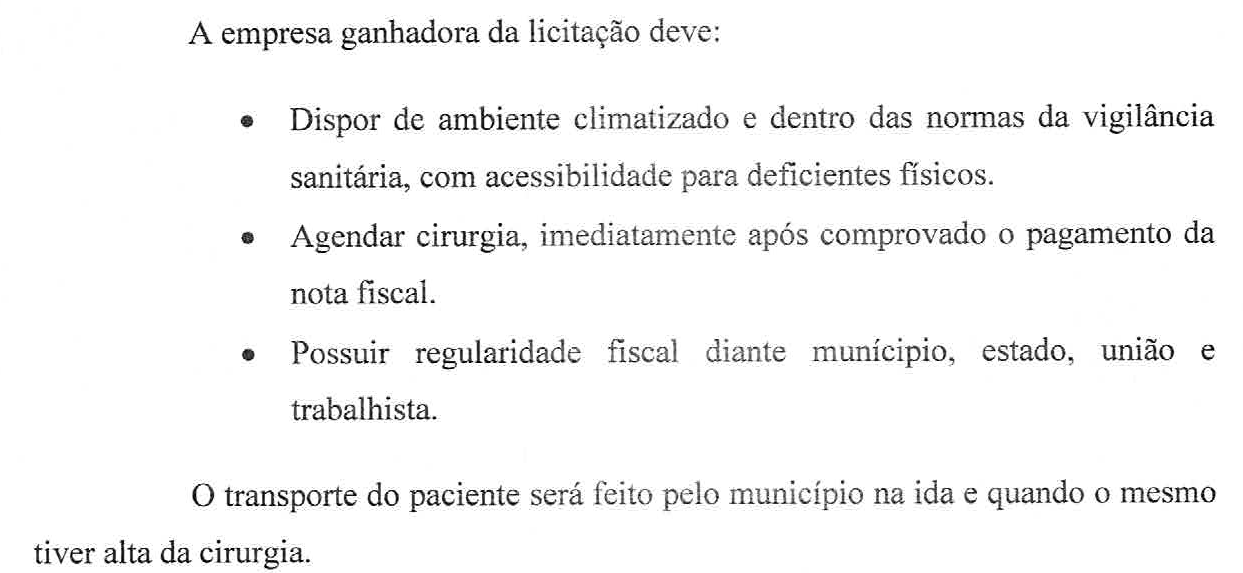 A empresa ganhadora da licitação deve:
• Dispor de ambiente climatizado e dentro das normas da vigilância
sanitária, com acessibilidade para deficientes físicos.
• Agendar cirurgia, imediatamente após comprovado o pagamento da
nota fiscal.
• Possuir regularidade fiscal diante munícipio, estado, união e
trabalhista.
O transporte do paciente será feito pelo município na ida e quando o mesmo
tiver alta da cirurgia.